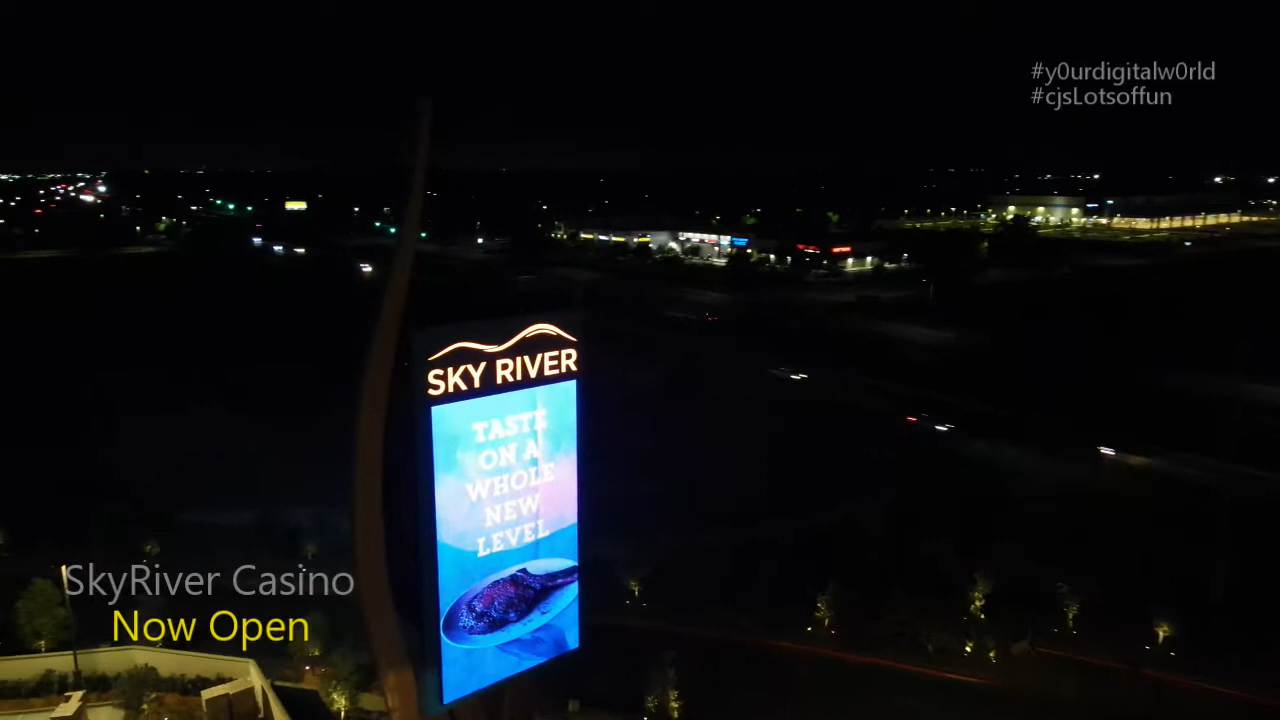 #y0urdigitalw0rld
#cjsLotsoffun
SKY RIVER
TASTE
ON A
WHOLE
NEW
LEVEL
SkyRiver Casino
Now Open